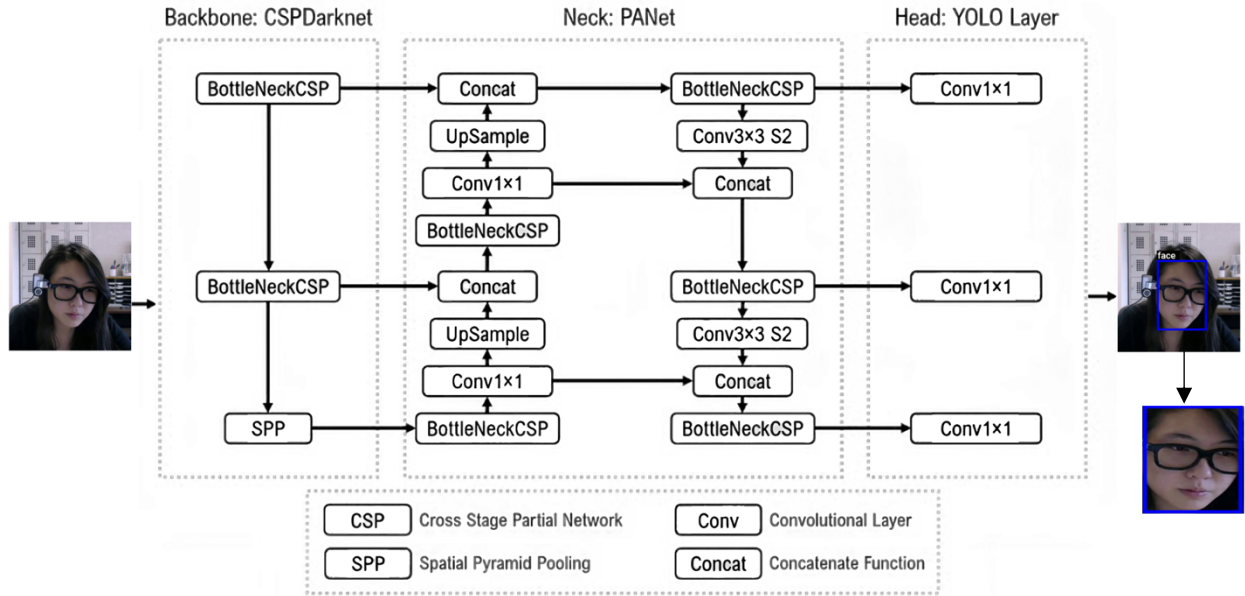 Backbone: CSPDarknet
Neck: PANet
Head: YOLO Layer
BottleNeckCSP
Concat
BottleNeckCSP
Conv1×1
UpSample
Conv3×3 S2
Conv1×1
Concat
BottleNeckCSP
BottleNeckCSP
Concat
BottleNeckCSP
Conv1×1
face
UpSample
Conv3×3 S2
Conv1×1
Concat
SPP
BottleNeckCSP
BottleNeckCSP
Conv1×1
CSP Cross Stage Partial Network
Conv Convolutional Layer
SPP Spatial Pyramid Pooling
Concat Concatenate Function